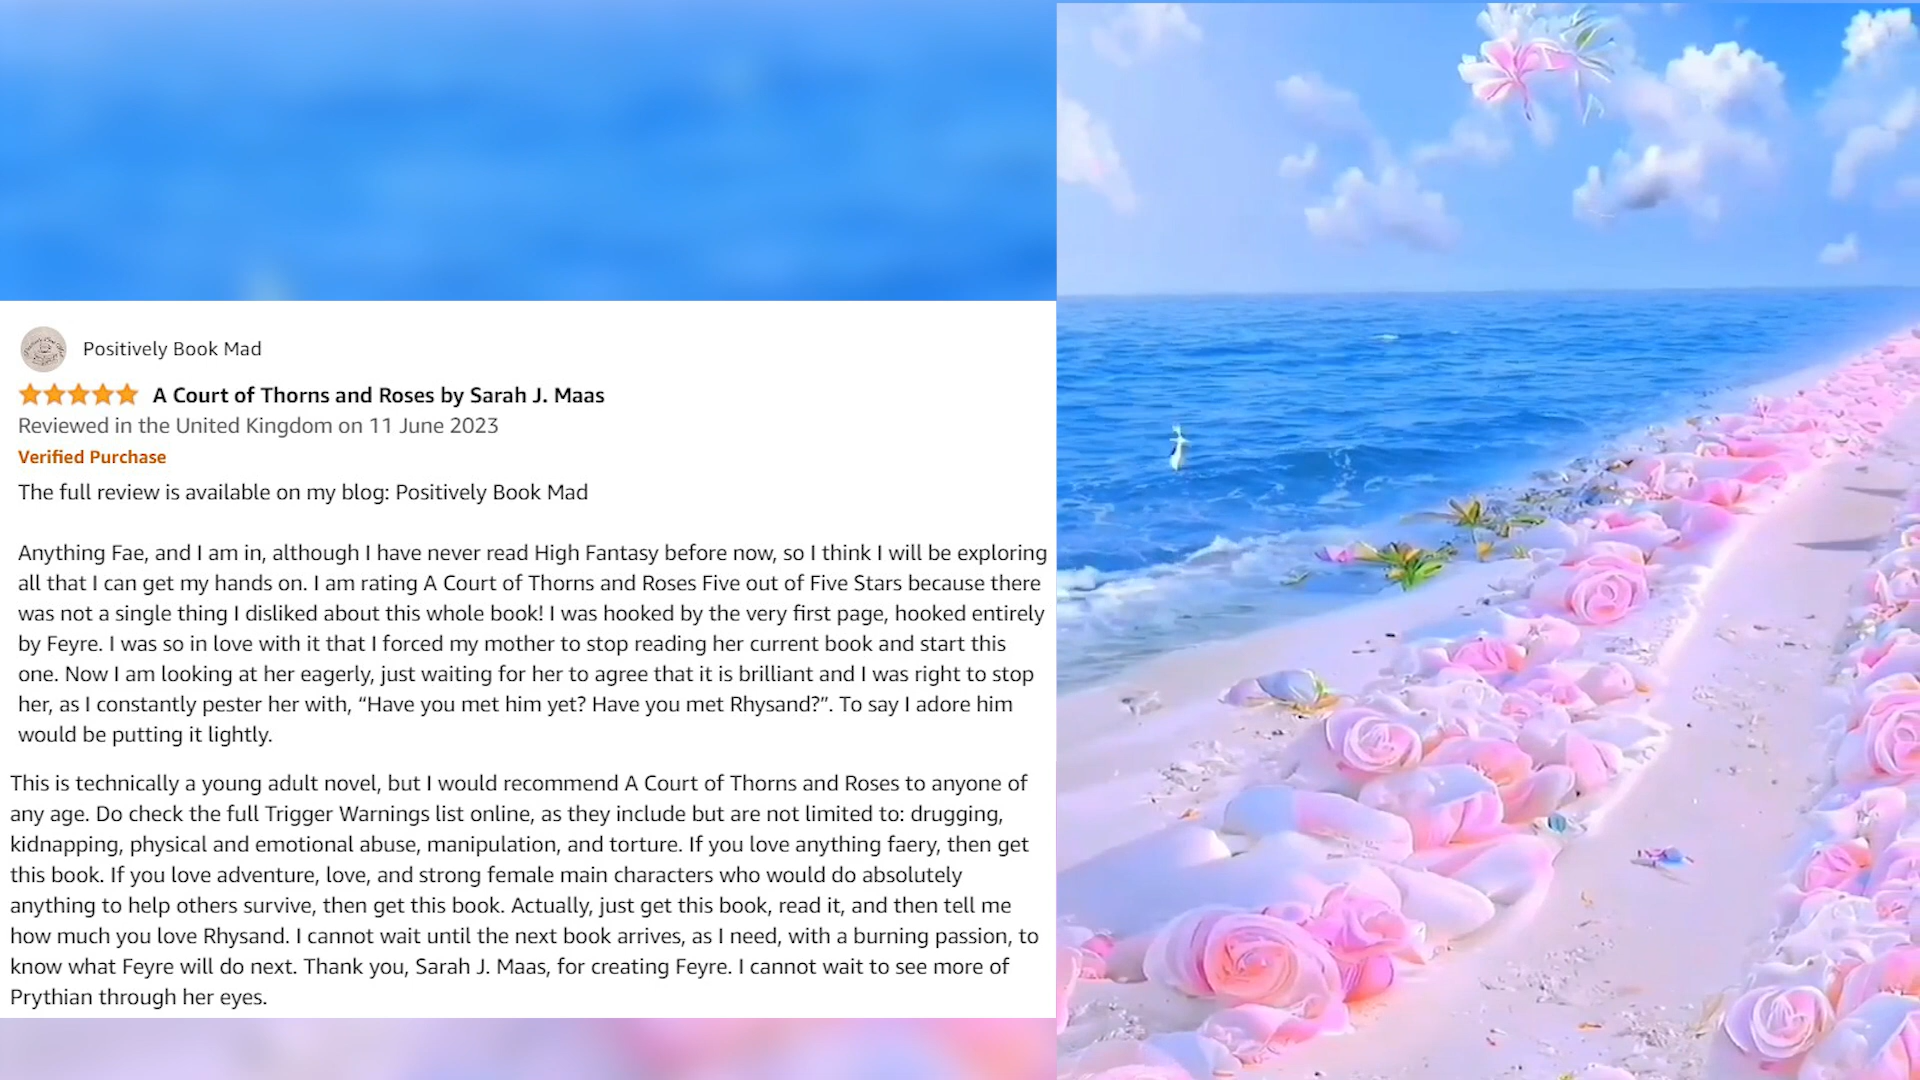 Positively Book Mad
A Court of Thorns and Roses by Sarah J. Maas
Reviewed in the United Kingdom on 11 June 2023
Verified Purchase
The full review is available on my blog: Positively Book Mad
Anything Fae, and I am in, although I have never read High Fantasy before now, so I think I will be exploring
all that I can get my hands on. I am rating A Court of Thorns and Roses Five out of Five Stars because there
was not a single thing I disliked about this whole book! I was hooked by the very first page, hooked entirely
by Feyre. I was so in love with it that I forced my mother to stop reading her current book and start this
one. Now I am looking at her eagerly, just waiting for her to agree that it is brilliant and I was right to stop
her, as I constantly pester her with, “Have you met him yet? Have you met Rhysand?”. To say I adore him
would be putting it lightly.
This is technically a young adult novel, but I would recommend A Court of Thorns and Roses to anyone of
any age. Do check the full Trigger Warnings list online, as they include but are not limited to: drugging,
kidnapping, physical and emotional abuse, manipulation, and torture. If you love anything faery, then get
this book. If you love adventure, love, and strong female main characters who would do absolutely
anything to help others survive, then get this book. Actually, just get this book, read it, and then tell me
how much you love Rhysand. I cannot wait until the next book arrives, as I need, with a burning passion, to
know what Feyre will do next. Thank you, Sarah J. Maas, for creating Feyre. I cannot wait to see more of
Prythian through her eyes.